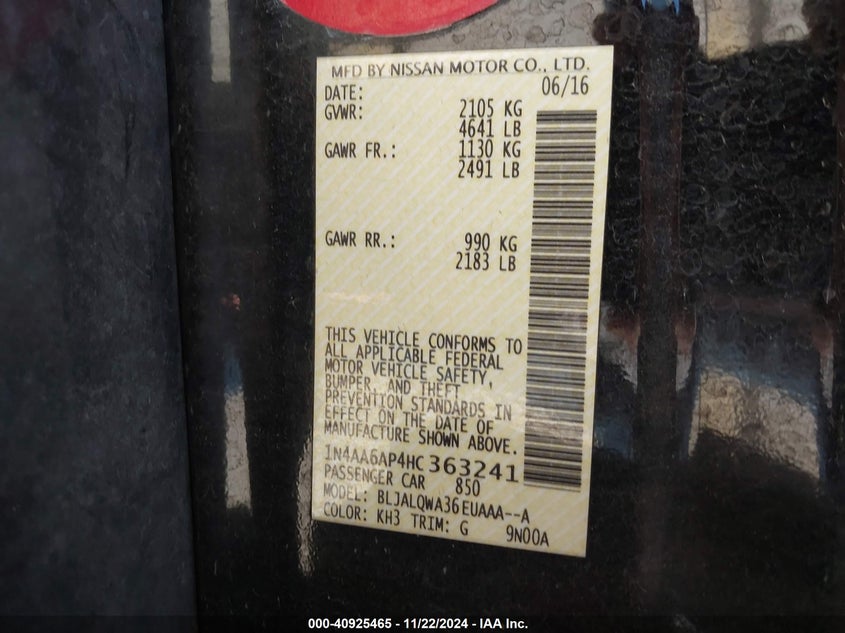 MFD BY NISSAN MOTOR CO., LTD.
DATE: 06/16
GVWR: 2105 KG
4641 LB
GAWR FR.: 1130 KG
2491 LB
GAWR RR.: 990 KG
2183 LB
THIS VEHICLE CONFORMS TO
ALL APPLICABLE FEDERAL
MOTOR VEHICLE SAFETY,
BUMPER, AND THEFT
PREVENTION STANDARDS IN
EFFECT ON THE DATE OF
MANUFACTURE SHOWN ABOVE.
1N4AA6AP4HC363241
PASSENGER CAR 850
MODEL: BLJALQWA36EUAAA--A
COLOR: KH3 TRIM: G 9N00A
000-40925465 - 11/22/2024 - IAA Inc.